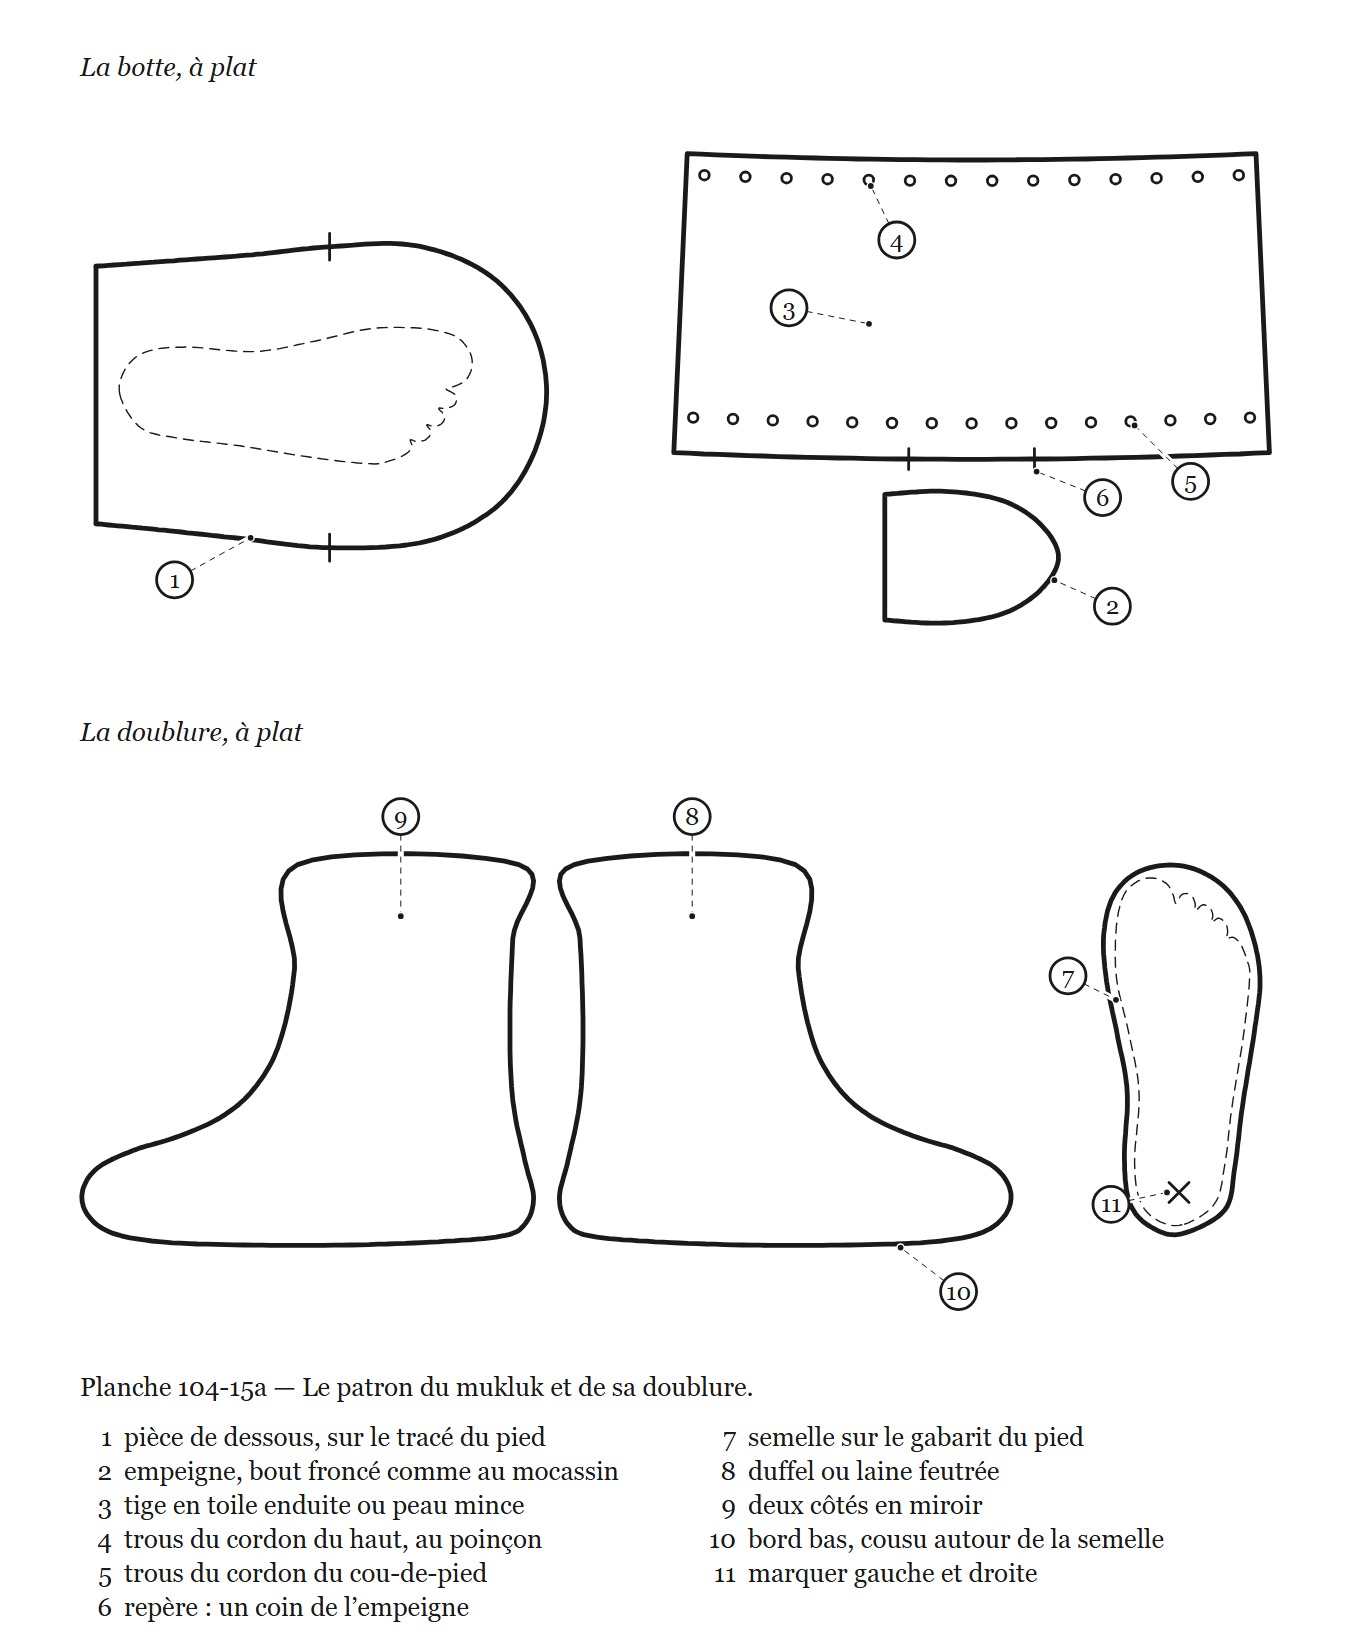 La botte, à plat
4
3
5
6
1
2
La doublure, à plat
9
8
7
11
10
Planche 104-15a — Le patron du mukluk et de sa doublure.
1 pièce de dessous, sur le tracé du pied
2 empeigne, bout froncé comme au mocassin
3 tige en toile enduite ou peau mince
4 trous du cordon du haut, au poinçon
5 trous du cordon du cou-de-pied
6 repère : un coin de l’empeigne
7 semelle sur le gabarit du pied
8 duffel ou laine feutrée
9 deux côtés en miroir
10 bord bas, cousu autour de la semelle
11 marquer gauche et droite